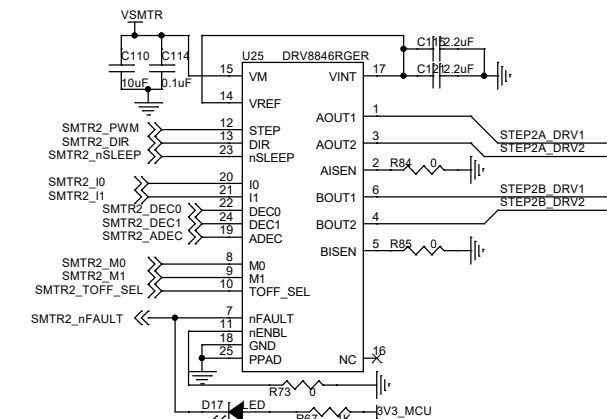 VSMTR
U25 DRV8846RGER
C110 C114
10uF 0.1uF
C115 2.2uF
C121 2.2uF
15 VM
VINT 17
14 VREF
AOUT1 1
SMTR2_PWM 12 STEP
SMTR2_DIR 13 DIR
SMTR2_nSLEEP 23 nSLEEP
STEP2A_DRV1
AOUT2 3
STEP2A_DRV2
AISEN 2 R84 0
SMTR2_I0 20 I0
SMTR2_I1 21 I1
BOUT1 6
STEP2B_DRV1
SMTR2_DEC0 22 DEC0
SMTR2_DEC1 24 DEC1
SMTR2_ADEC 19 ADEC
BOUT2 4
STEP2B_DRV2
BISEN 5 R85 0
SMTR2_M0 8 M0
SMTR2_M1 9 M1
SMTR2_TOFF_SEL 10 TOFF_SEL
SMTR2_nFAULT 7 nFAULT
11 nENBL
18 GND
25 PPAD
NC 16
R73 0
D17 LED
R67 1K 3V3_MCU